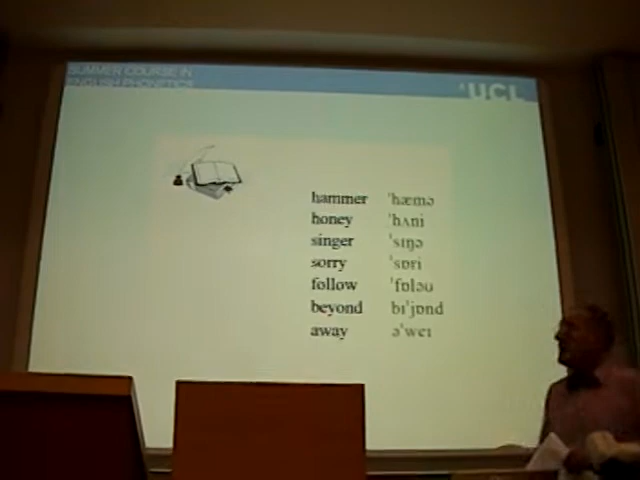 SUMMER COURSE IN
ENGLISH PHONETICS
UCL
hammer ˈhæmə
honey ˈhʌni
singer ˈsɪŋə
sorry ˈsɒri
follow ˈfɒləʊ
beyond bɪˈjɒnd
away əˈweɪ